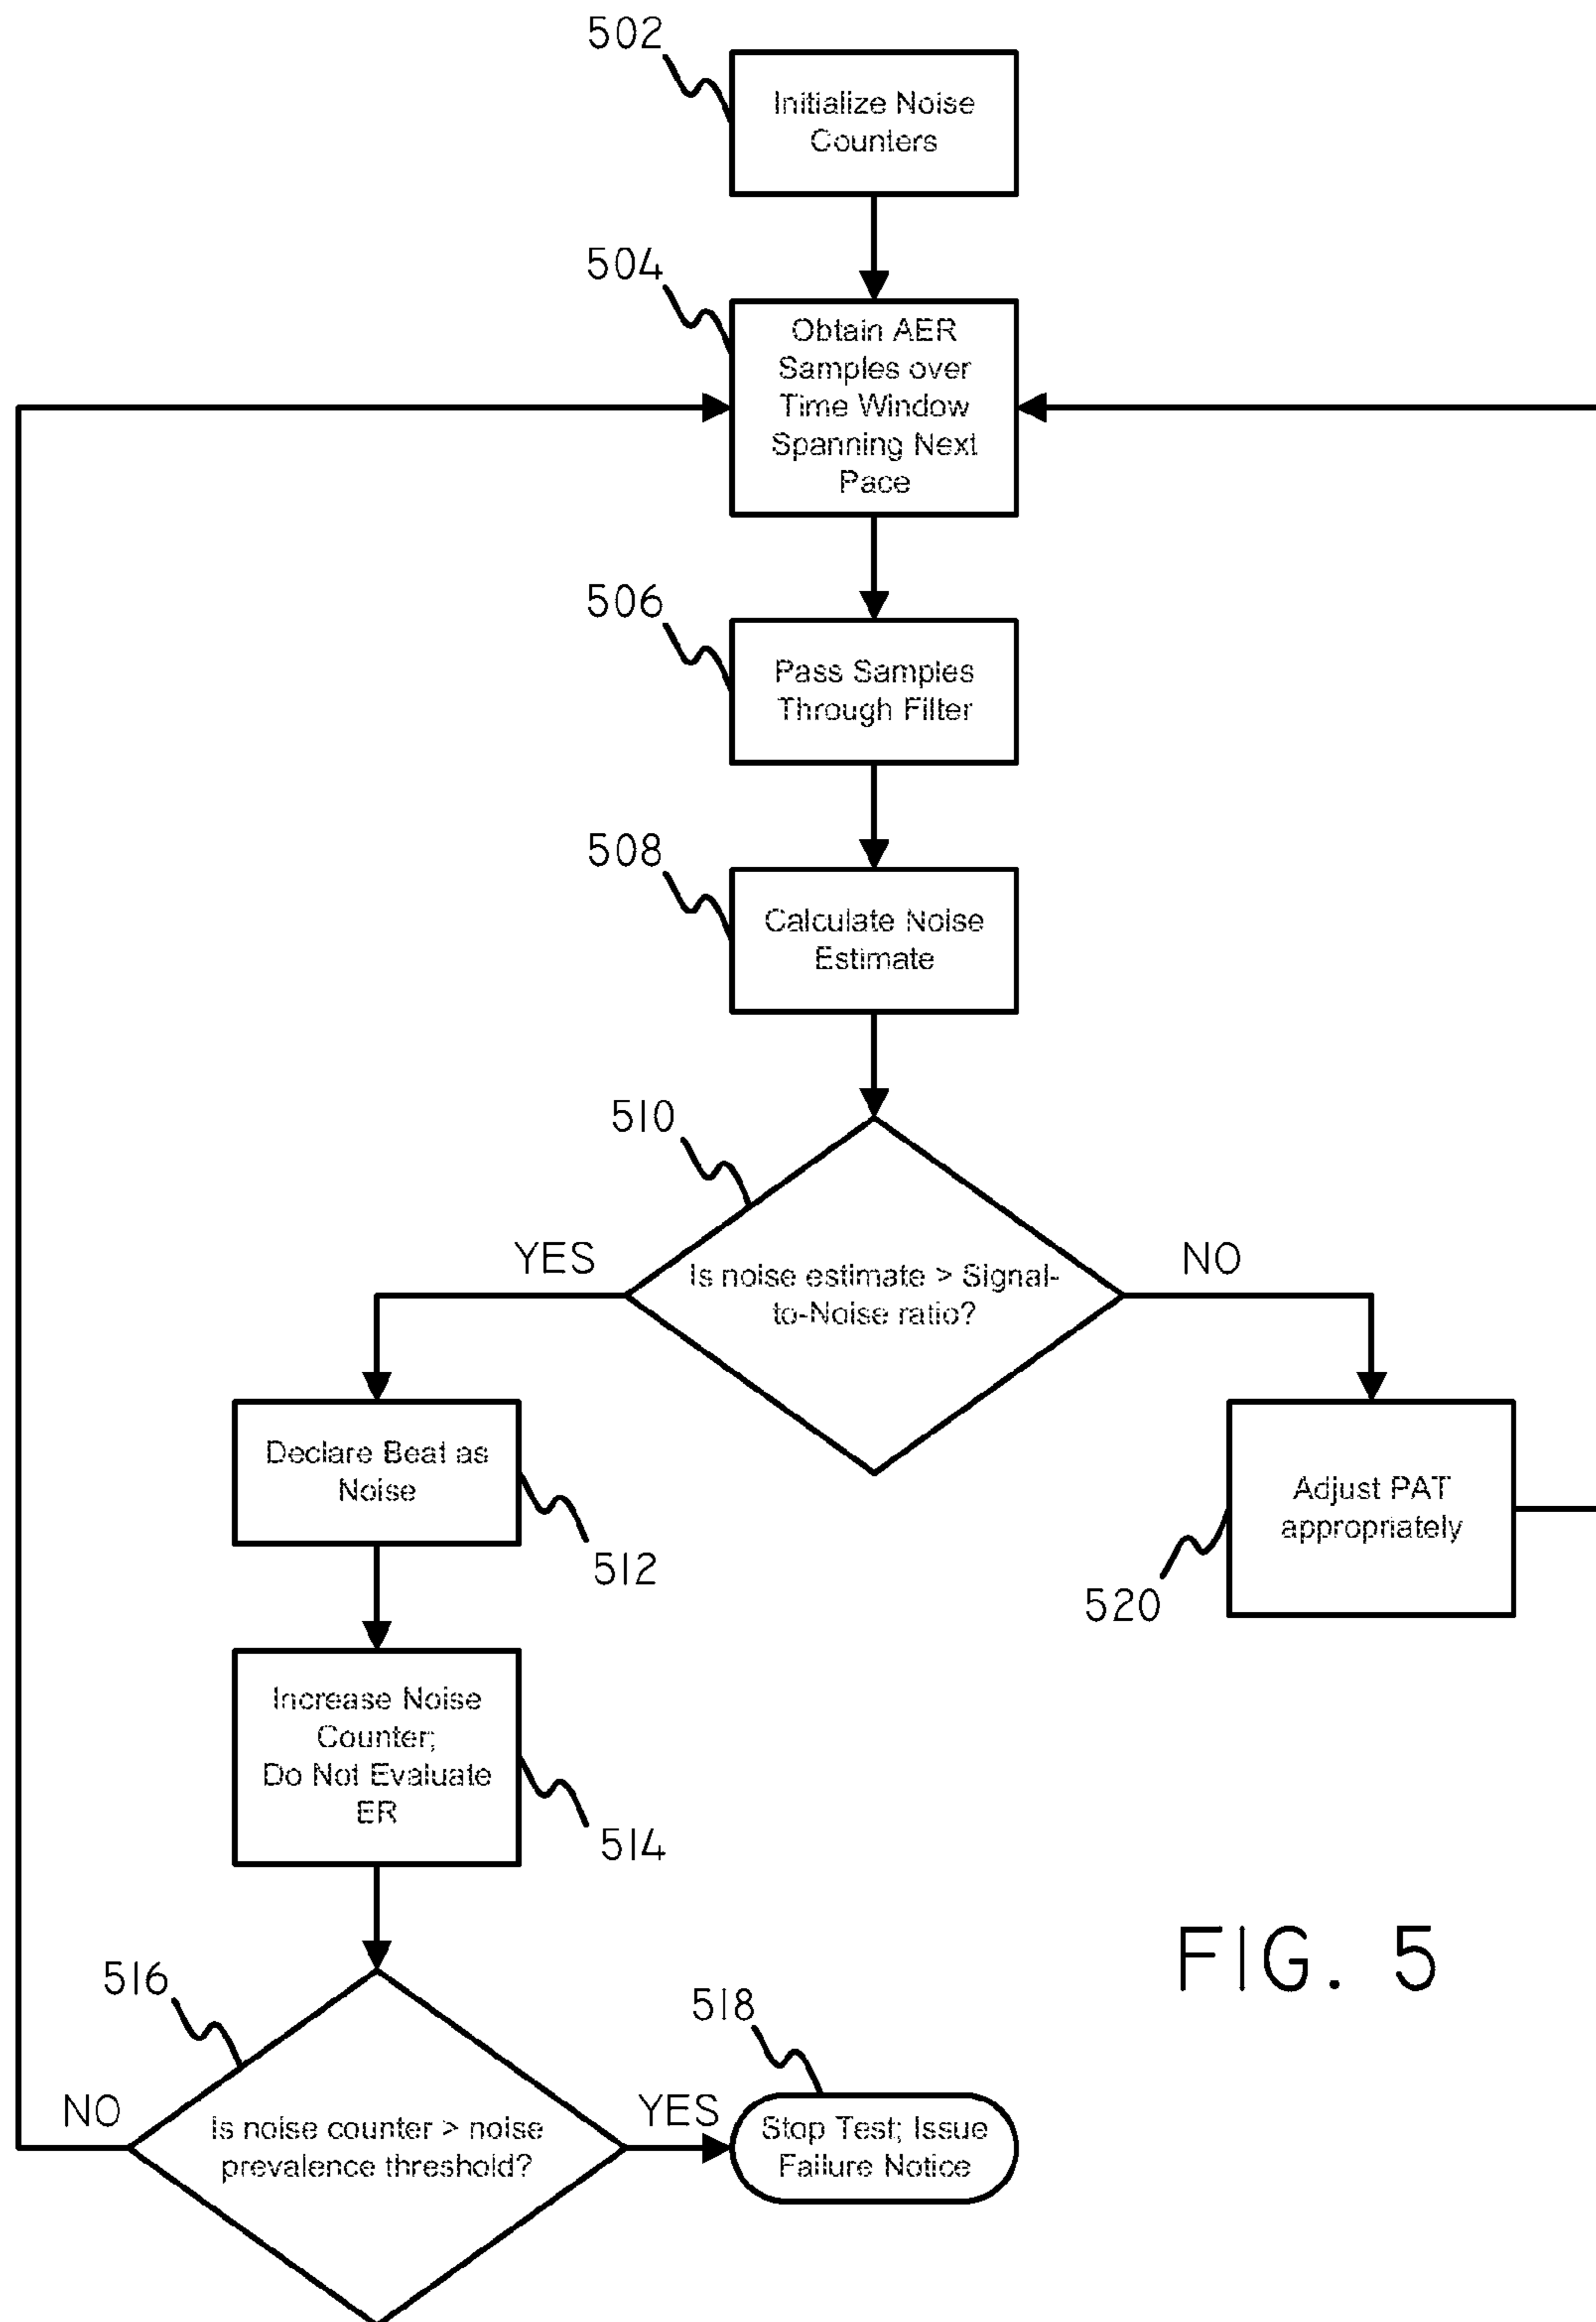 502
Initialize Noise
Counters
504
Obtain AER
Samples over
Time Window
Spanning Next
Pace
506
Pass Samples
Through Filter
508
Calculate Noise
Estimate
510
YES
Is noise estimate > Signal-
to-Noise ratio?
NO
Declare Beat as
Noise
512
Adjust PAT
appropriately
520
Increase Noise
Counter;
Do Not Evaluate
ER
514
FIG. 5
516
NO
Is noise counter > noise
prevalence threshold?
YES
518
Stop Test; Issue
Failure Notice